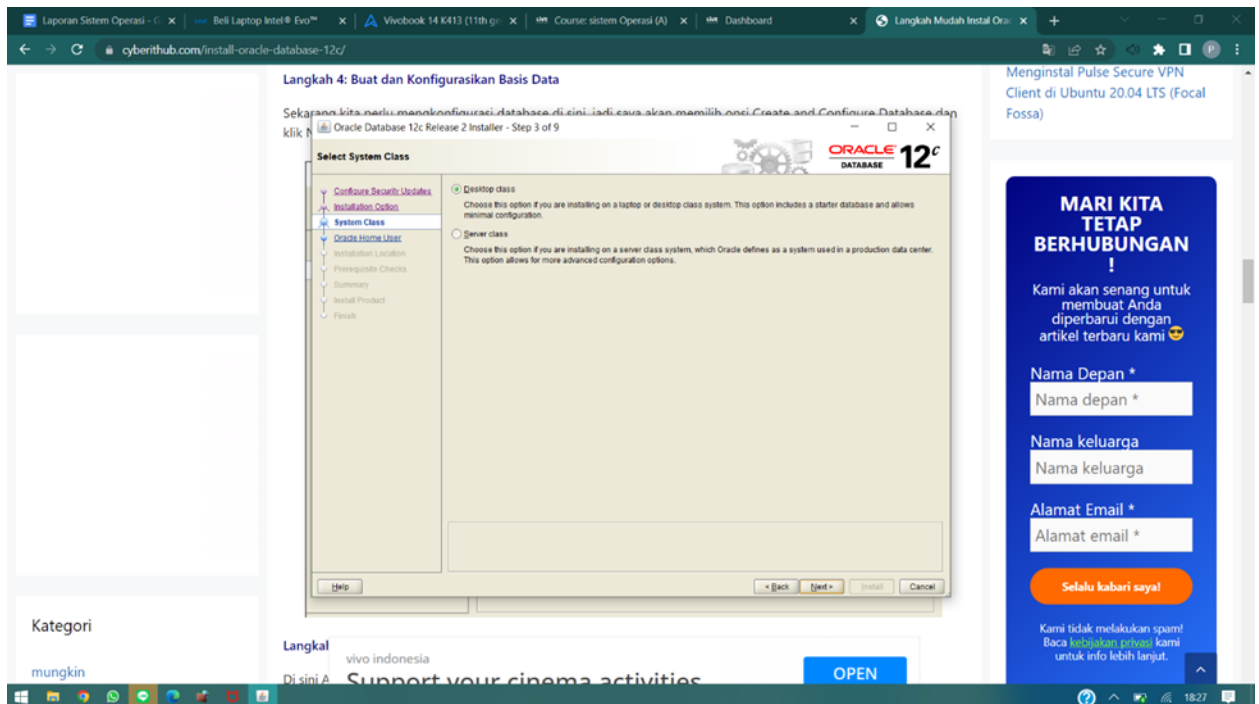 Laporan Sistem Operasi - G
Beli Laptop Intel® Evo™
Vivobook 14 K413 (11th ge
Course: sistem Operasi (A)
Dashboard
Langkah Mudah Instal Orac
cyberithub.com/install-oracle-database-12c/
P
Langkah 4: Buat dan Konfigurasikan Basis Data
Sekarang kita perlu mengkonfigurasi database di sini, jadi saya akan memilih opsi Create and Configure Database dan
klik N
Oracle Database 12c Release 2 Installer - Step 3 of 9
Select System Class
ORACLE
DATABASE
12c
Configure Security Updates
Installation Option
System Class
Oracle Home User
Installation Location
Prerequisite Checks
Summary
Install Product
Finish
Desktop class
Choose this option if you are installing on a laptop or desktop class system. This option includes a starter database and allows
minimal configuration.
Server class
Choose this option if you are installing on a server class system, which Oracle defines as a system used in a production data center.
This option allows for more advanced configuration options.
Help
< Back
Next >
Install
Cancel
Langkal
Di sini A
vivo indonesia
Support your cinema activities
OPEN
Kategori
mungkin
Menginstal Pulse Secure VPN
Client di Ubuntu 20.04 LTS (Focal
Fossa)
MARI KITA
TETAP
BERHUBUNGAN
!
Kami akan senang untuk
membuat Anda
diperbarui dengan
artikel terbaru kami
Nama Depan *
Nama depan *
Nama keluarga
Nama keluarga
Alamat Email *
Alamat email *
Selalu kabari saya!
Kami tidak melakukan spam!
Baca kebijakan privasi kami
untuk info lebih lanjut.
18:27